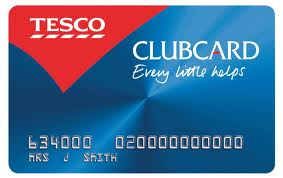 TESCO
CLUBCARD
Every little helps
634000 020000000000
MRS J SMITH